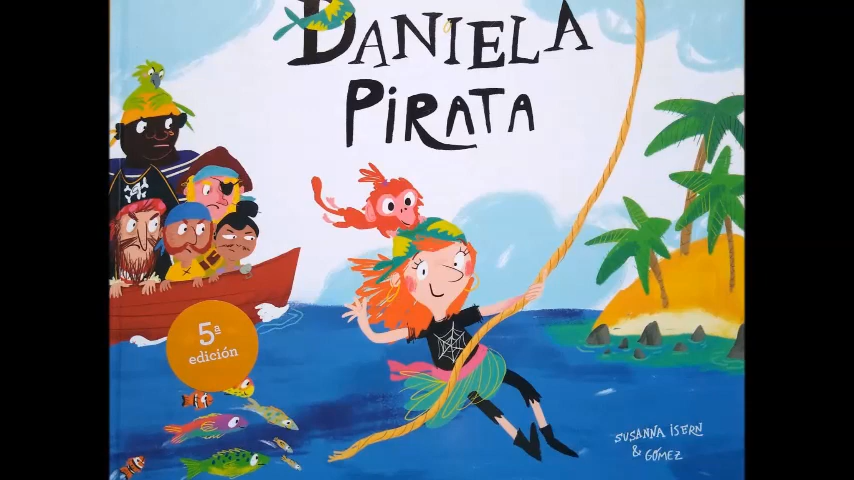 DANIELA
PIRATA
5ª
edición
SUSANNA ISERN
& GÓMEZ